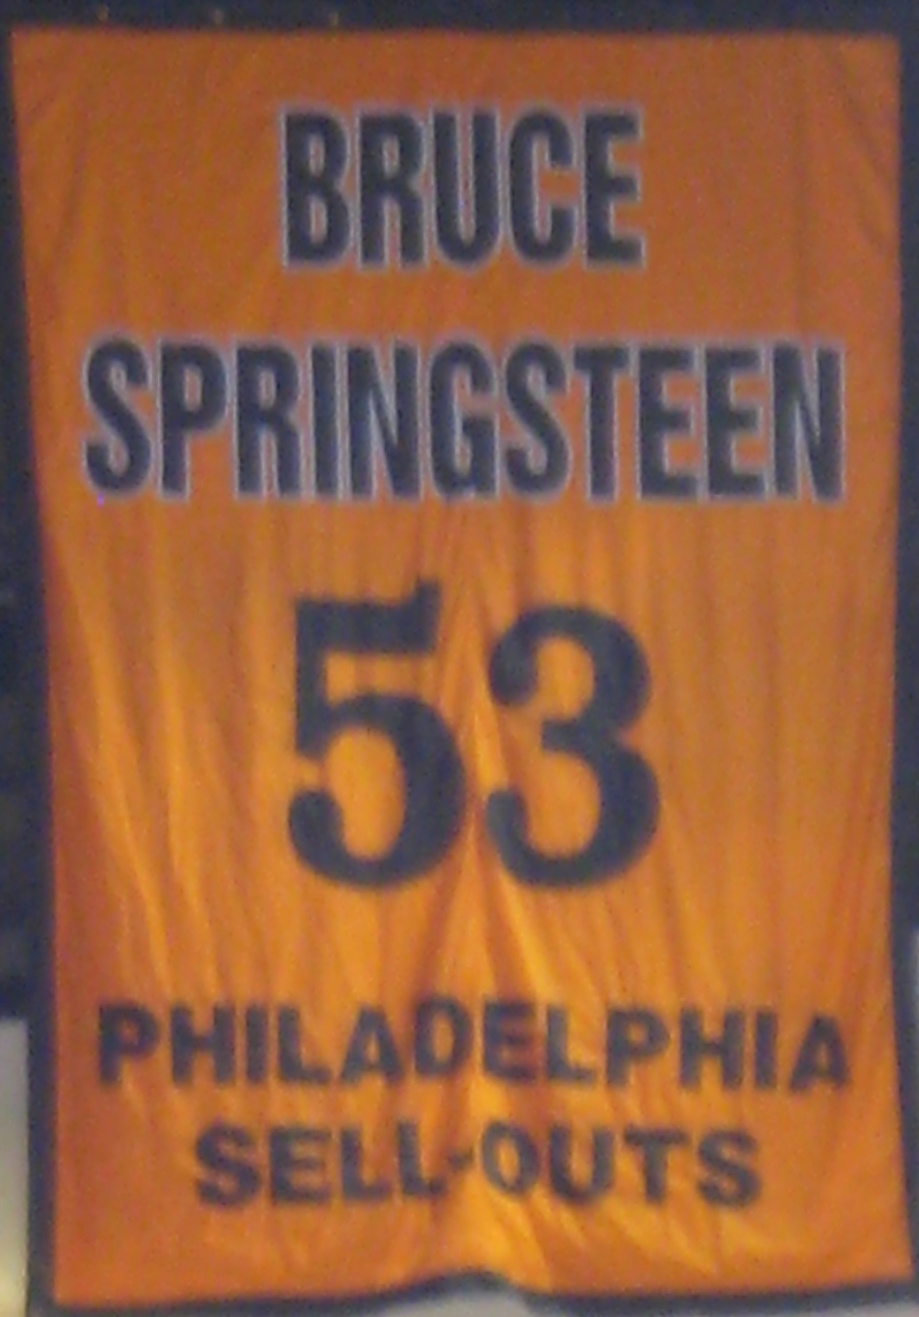 BRUCE
SPRINGSTEEN
53
PHILADELPHIA
SELL-OUTS